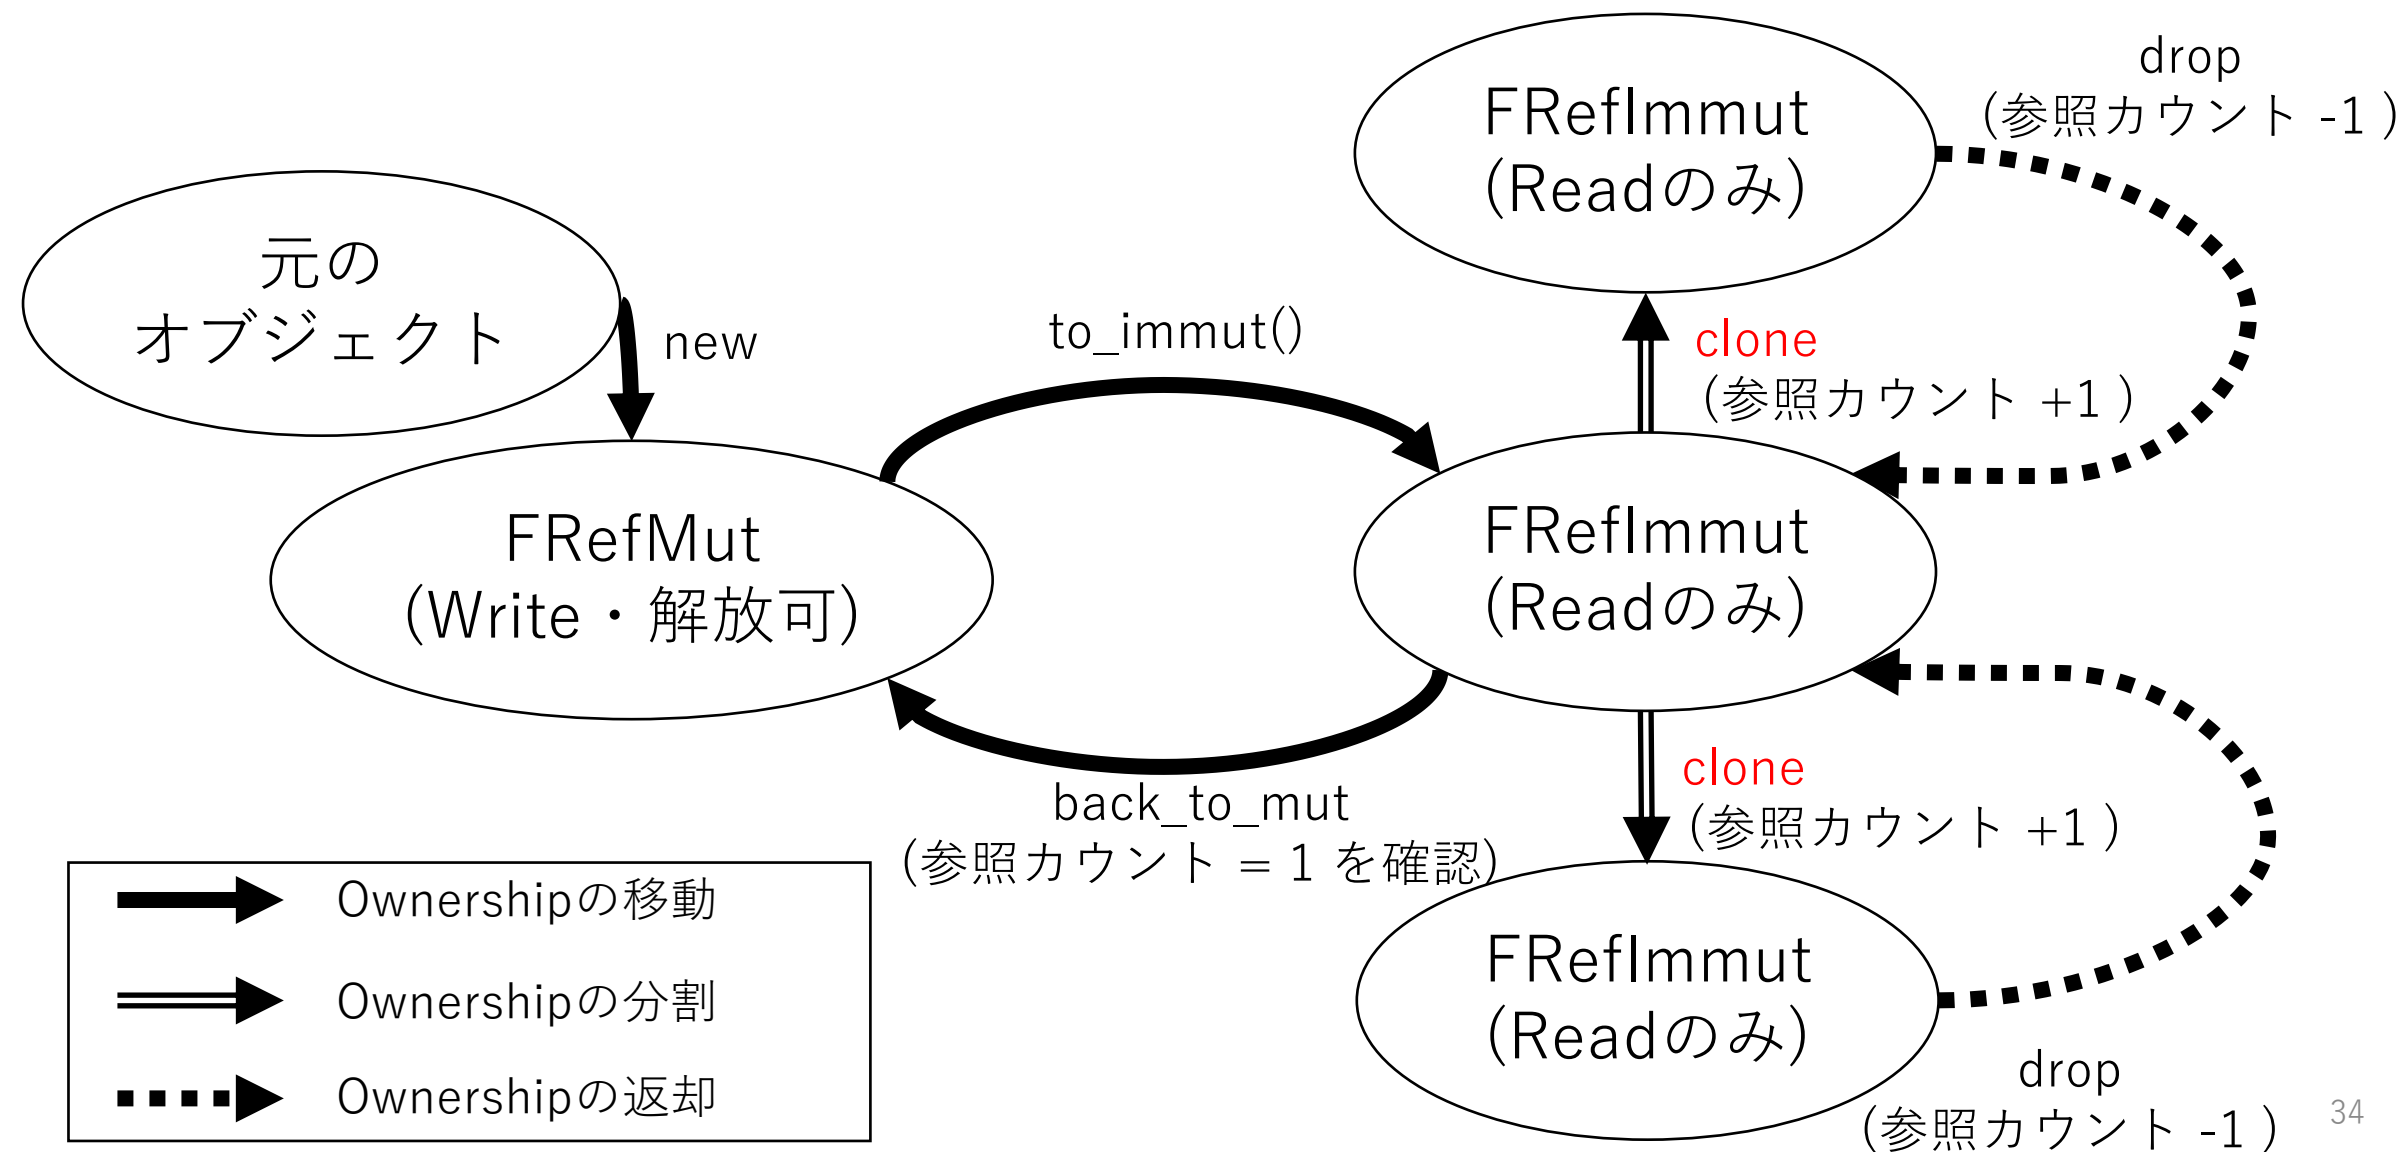 元の
オブジェクト
new
FRefMut
(Write・解放可)
to_immut()
back_to_mut
(参照カウント = 1 を確認)
FRefImmut
(Readのみ)
drop
(参照カウント -1 )
clone
(参照カウント +1 )
FRefImmut
(Readのみ)
clone
(参照カウント +1 )
FRefImmut
(Readのみ)
drop
(参照カウント -1 )
Ownershipの移動
Ownershipの分割
Ownershipの返却
34